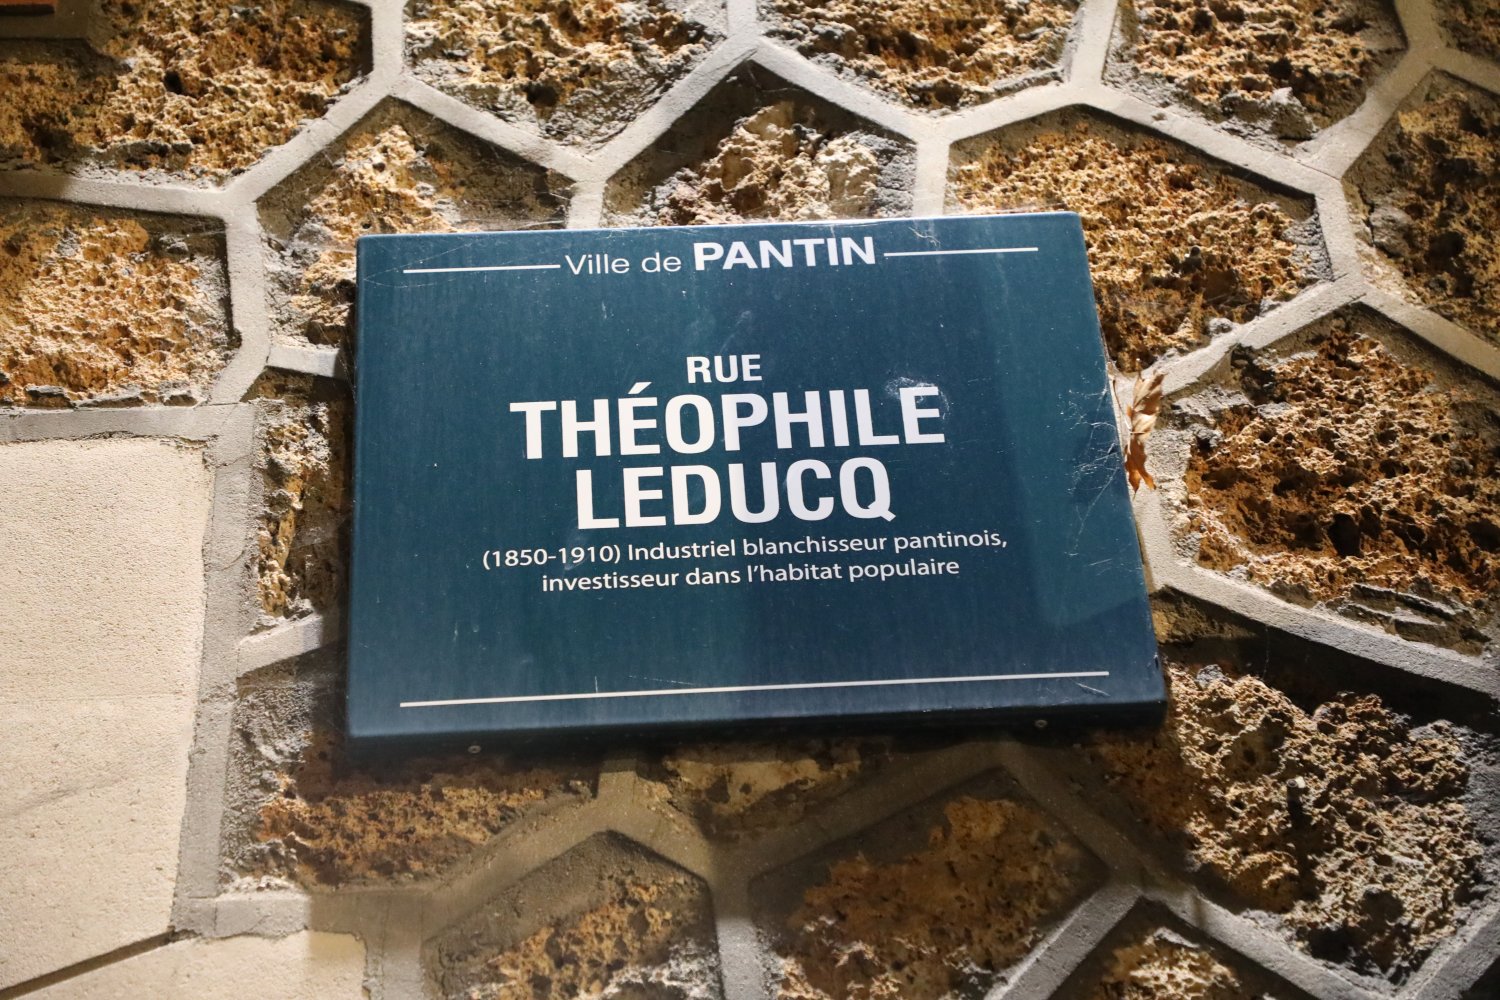 Ville de PANTIN
RUE
THÉOPHILE
LEDUCQ
(1850-1910) Industriel blanchisseur pantinois,
investisseur dans l'habitat populaire